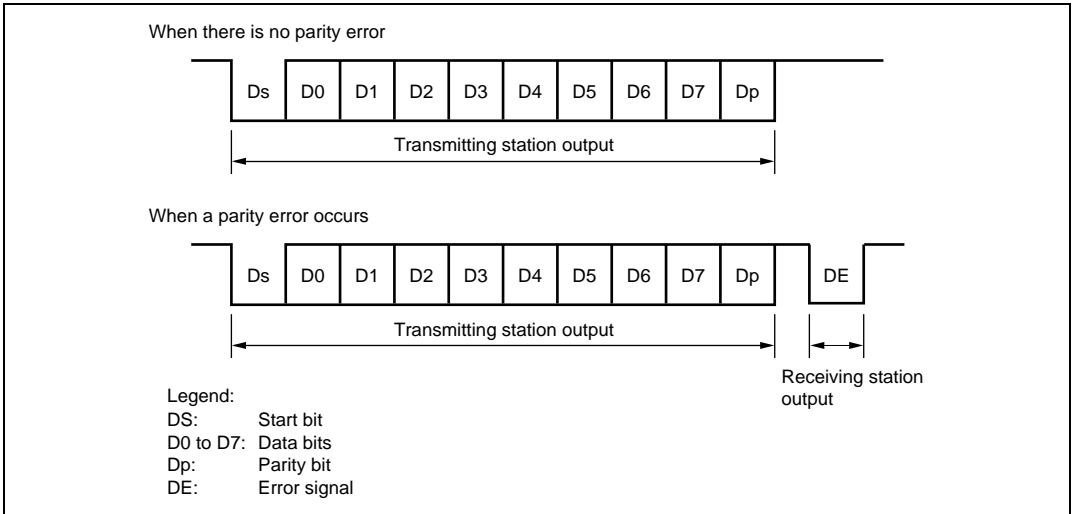 When there is no parity error
Ds D0 D1 D2 D3 D4 D5 D6 D7 Dp
Transmitting station output
When a parity error occurs
Ds D0 D1 D2 D3 D4 D5 D6 D7 Dp DE
Transmitting station output
Receiving station
output
Legend:
DS: Start bit
D0 to D7: Data bits
Dp: Parity bit
DE: Error signal